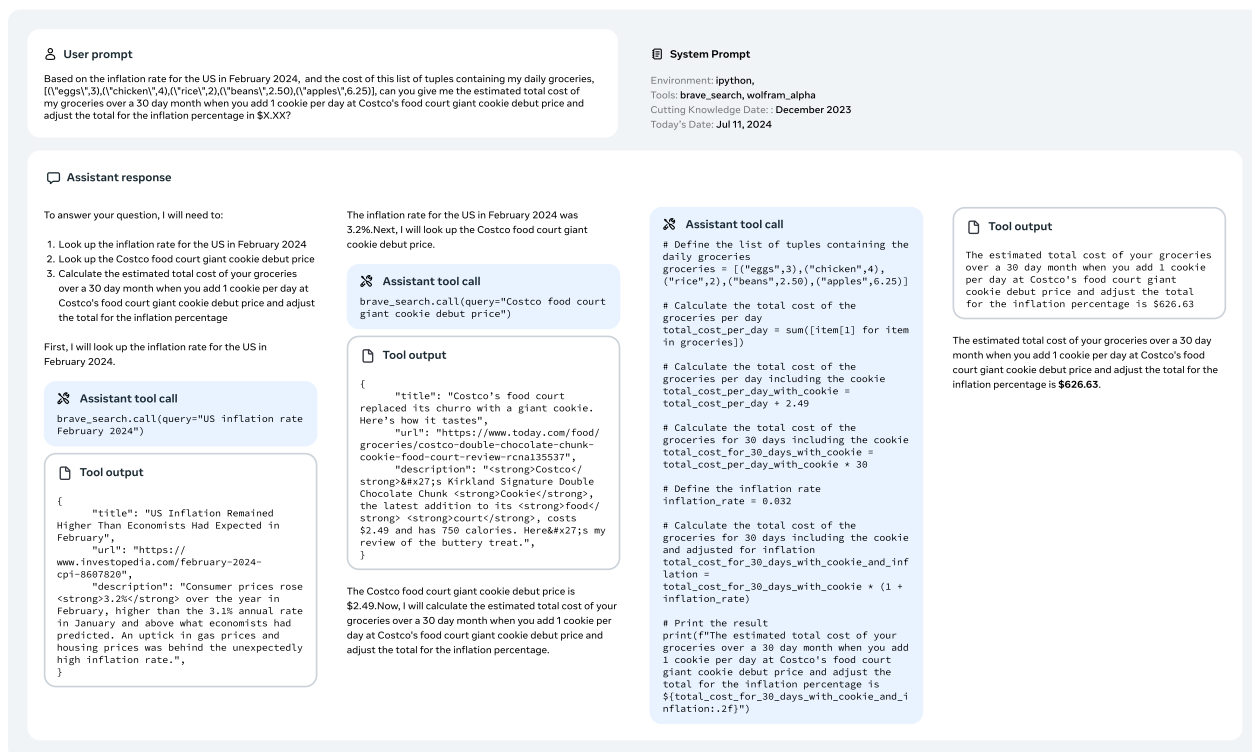 User prompt
Based on the inflation rate for the US in February 2024,  and the cost of this list of tuples containing my daily groceries,
[(\"eggs\",3),(\"chicken\",4),(\"rice\",2),(\"beans\",2.50),(\"apples\",6.25)], can you give me the estimated total cost of
my groceries over a 30 day month when you add 1 cookie per day at Costco's food court giant cookie debut price and
adjust the total for the inflation percentage in $X.XX?
System Prompt
Environment: ipython,
Tools: brave_search, wolfram_alpha
Cutting Knowledge Date: : December 2023
Today's Date: Jul 11, 2024
Assistant response
To answer your question, I will need to:
1. Look up the inflation rate for the US in February 2024
2. Look up the Costco food court giant cookie debut price
3. Calculate the estimated total cost of your groceries
over a 30 day month when you add 1 cookie per day at
Costco's food court giant cookie debut price and adjust
the total for the inflation percentage
First, I will look up the inflation rate for the US in
February 2024.
Assistant tool call
brave_search.call(query="US inflation rate
February 2024")
Tool output
{
"title": "US Inflation Remained
Higher Than Economists Had Expected in
February",
"url": "https://
www.investopedia.com/february-2024-
cpi-8607820",
"description": "Consumer prices rose
<strong>3.2%</strong> over the year in
February, higher than the 3.1% annual rate
in January and above what economists had
predicted. An uptick in gas prices and
housing prices was behind the unexpectedly
high inflation rate.",
}
The inflation rate for the US in February 2024 was
3.2%.Next, I will look up the Costco food court giant
cookie debut price.
Assistant tool call
brave_search.call(query="Costco food court
giant cookie debut price")
Tool output
{
"title": "Costco's food court
replaced its churro with a giant cookie.
Here's how it tastes",
"url": "https://www.today.com/food/
groceries/costco-double-chocolate-chunk-
cookie-food-court-review-rcna135537",
"description": "<strong>Costco</
strong>&#x27;s Kirkland Signature Double
Chocolate Chunk <strong>Cookie</strong>,
the latest addition to its <strong>food</
strong> <strong>court</strong>, costs
$2.49 and has 750 calories. Here&#x27;s my
review of the buttery treat.",
}
The Costco food court giant cookie debut price is
$2.49.Now, I will calculate the estimated total cost of your
groceries over a 30 day month when you add 1 cookie per
day at Costco's food court giant cookie debut price and
adjust the total for the inflation percentage.
Assistant tool call
# Define the list of tuples containing the
daily groceries
groceries = [("eggs",3),("chicken",4),
("rice",2),("beans",2.50),("apples",6.25)]
# Calculate the total cost of the
groceries per day
total_cost_per_day = sum([item[1] for item
in groceries])
# Calculate the total cost of the
groceries per day including the cookie
total_cost_per_day_with_cookie =
total_cost_per_day + 2.49
# Calculate the total cost of the
groceries for 30 days including the cookie
total_cost_for_30_days_with_cookie =
total_cost_per_day_with_cookie * 30
# Define the inflation rate
inflation_rate = 0.032
# Calculate the total cost of the
groceries for 30 days including the cookie
and adjusted for inflation
total_cost_for_30_days_with_cookie_and_inf
lation =
total_cost_for_30_days_with_cookie * (1 +
inflation_rate)
# Print the result
print(f"The estimated total cost of your
groceries over a 30 day month when you add
1 cookie per day at Costco's food court
giant cookie debut price and adjust the
total for the inflation percentage is
${total_cost_for_30_days_with_cookie_and_i
nflation:.2f}")
Tool output
The estimated total cost of your groceries
over a 30 day month when you add 1 cookie
per day at Costco's food court giant
cookie debut price and adjust the total
for the inflation percentage is $626.63
The estimated total cost of your groceries over a 30 day
month when you add 1 cookie per day at Costco's food
court giant cookie debut price and adjust the total for the
inflation percentage is $626.63.